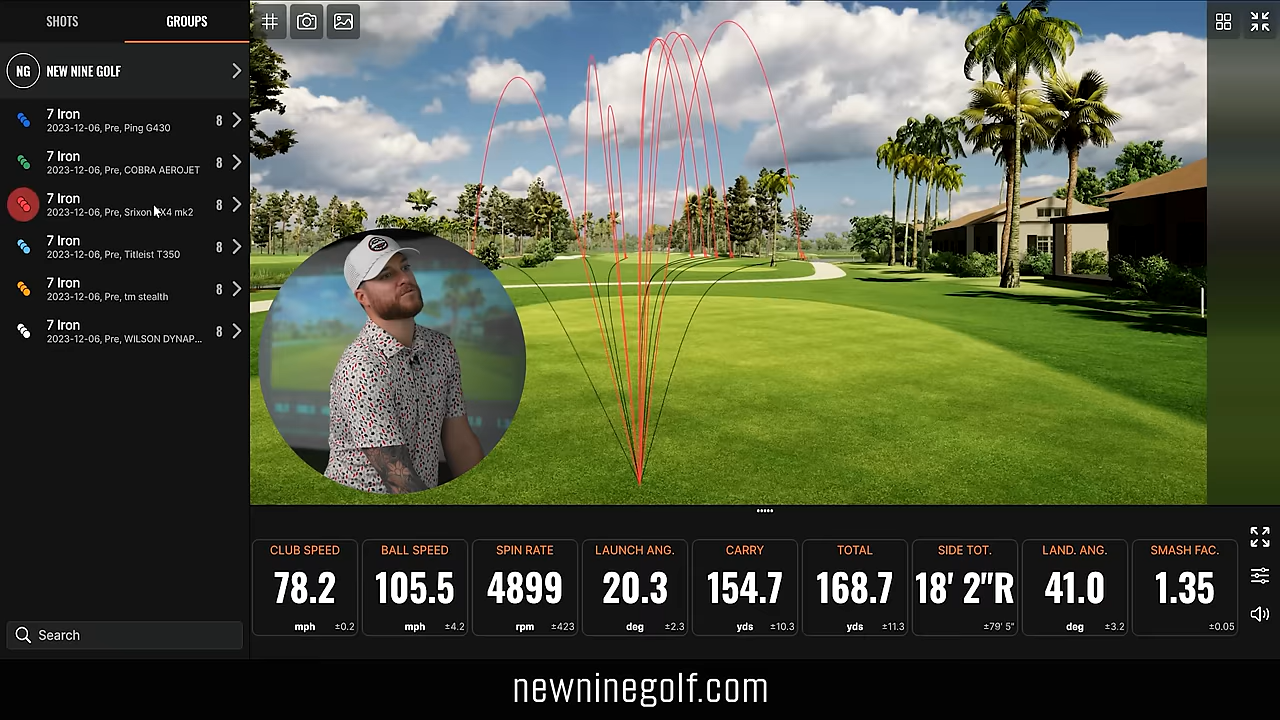 SHOTS
GROUPS
NG
NEW NINE GOLF
7 Iron
2023-12-06, Pre, Ping G430
8
7 Iron
2023-12-06, Pre, COBRA AEROJET
8
7 Iron
2023-12-06, Pre, Srixon X4 mk2
8
7 Iron
2023-12-06, Pre, Titleist T350
8
7 Iron
2023-12-06, Pre, tm stealth
8
7 Iron
2023-12-06, Pre, WILSON DYNAP...
8
Search
CLUB SPEED
78.2
mph ±0.2
BALL SPEED
105.5
mph ±4.2
SPIN RATE
4899
rpm ±423
LAUNCH ANG.
20.3
deg ±2.3
CARRY
154.7
yds ±10.3
TOTAL
168.7
yds ±11.3
SIDE TOT.
18' 2"R
±79' 5"
LAND. ANG.
41.0
deg ±3.2
SMASH FAC.
1.35
±0.05
newninegolf.com